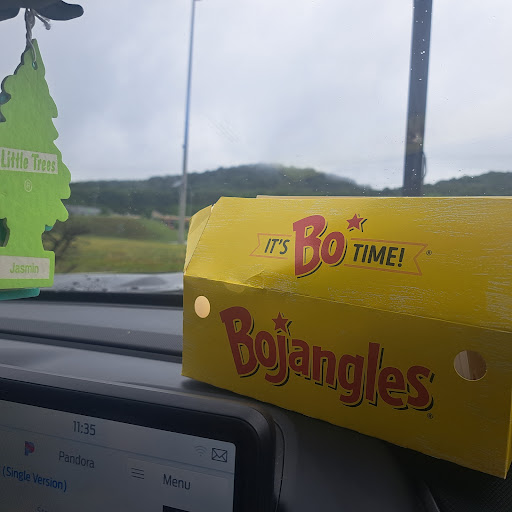 Little Trees
®
Jasmin
IT'S Bo★ TIME!®
Bojangles®
11:35
Pandora
Menu
(Single Version)